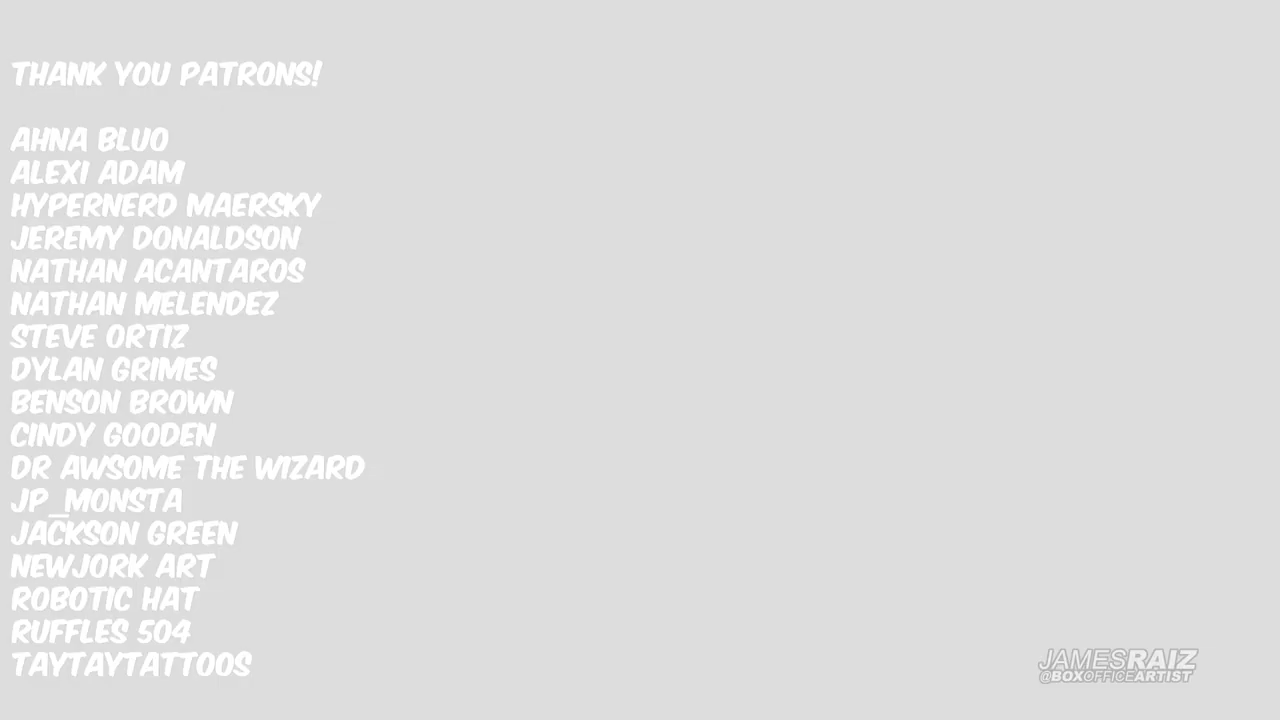 THANK YOU PATRONS!
AHNA BLUO
ALEXI ADAM
HYPERNERD MAERSKY
JEREMY DONALDSON
NATHAN ACANTAROS
NATHAN MELENDEZ
STEVE ORTIZ
DYLAN GRIMES
BENSON BROWN
CINDY GOODEN
DR AWSOME THE WIZARD
JP_MONSTA
JACKSON GREEN
NEWJORK ART
ROBOTIC HAT
RUFFLES 504
TAYTAYTATTOOS
JAMESRAIZ
@BOXOFFICEARTIST